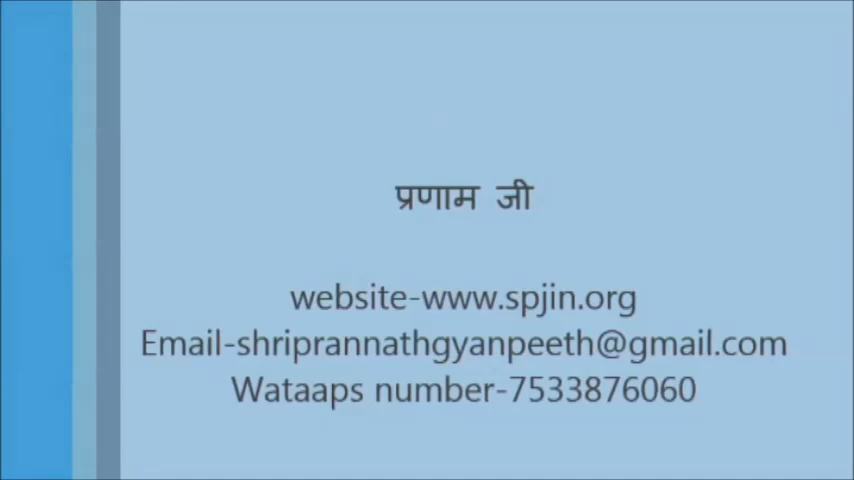 प्रणाम जी
website-www.spjin.org
Email-shriprannathgyanpeeth@gmail.com
Wataaps number-7533876060